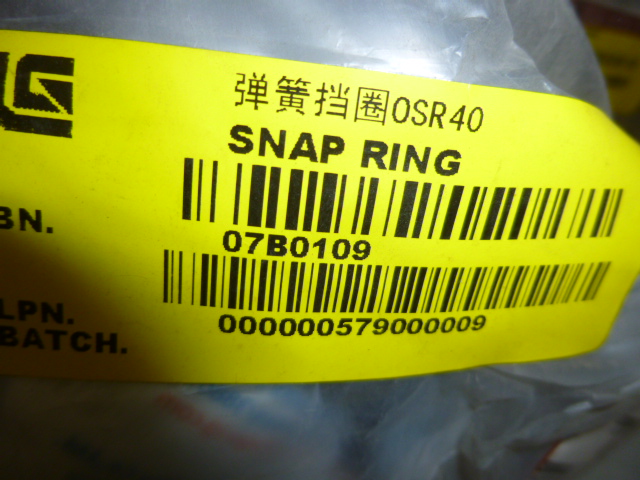 弹簧挡圈OSR40
SNAP RING
BN.
07B0109
LPN.
BATCH.
000000579000009